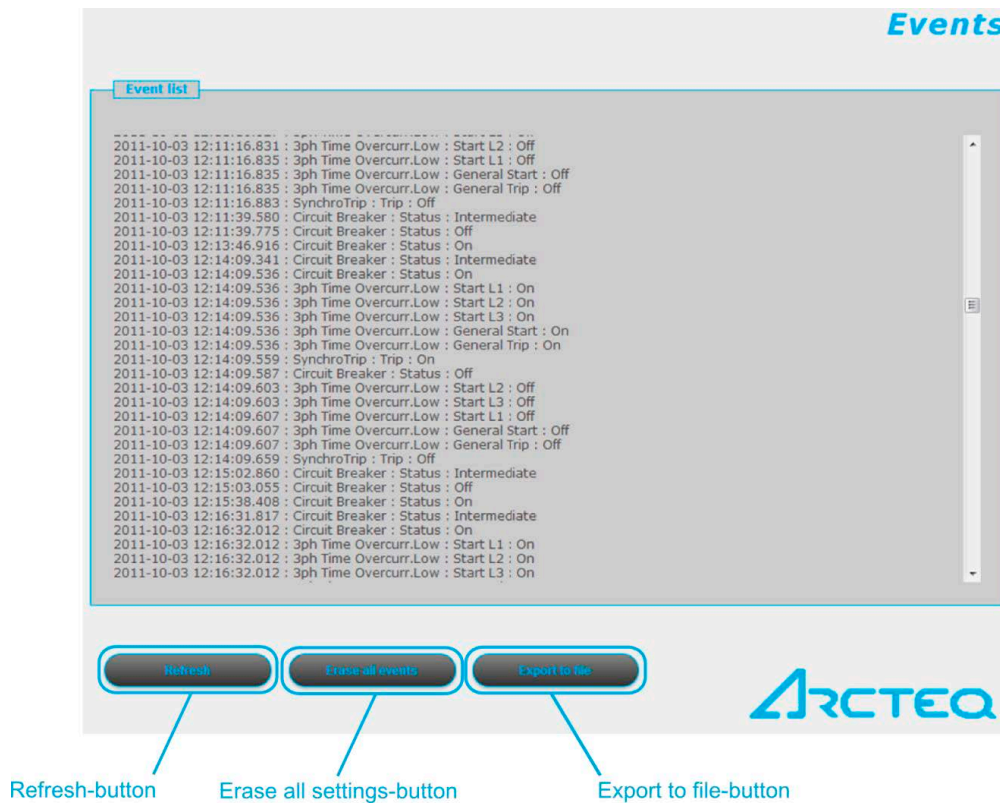 Events
Event list
2011-10-03 12:11:16.831 : 3ph Time Overcurr.Low : Start L2 : Off
2011-10-03 12:11:16.835 : 3ph Time Overcurr.Low : Start L1 : Off
2011-10-03 12:11:16.835 : 3ph Time Overcurr.Low : General Start : Off
2011-10-03 12:11:16.835 : 3ph Time Overcurr.Low : General Trip : Off
2011-10-03 12:11:16.883 : SynchroTrip : Trip : Off
2011-10-03 12:11:39.580 : Circuit Breaker : Status : Intermediate
2011-10-03 12:11:39.775 : Circuit Breaker : Status : Off
2011-10-03 12:13:46.916 : Circuit Breaker : Status : On
2011-10-03 12:14:09.341 : Circuit Breaker : Status : Intermediate
2011-10-03 12:14:09.536 : Circuit Breaker : Status : On
2011-10-03 12:14:09.536 : 3ph Time Overcurr.Low : Start L1 : On
2011-10-03 12:14:09.536 : 3ph Time Overcurr.Low : Start L2 : On
2011-10-03 12:14:09.536 : 3ph Time Overcurr.Low : Start L3 : On
2011-10-03 12:14:09.536 : 3ph Time Overcurr.Low : General Start : On
2011-10-03 12:14:09.536 : 3ph Time Overcurr.Low : General Trip : On
2011-10-03 12:14:09.559 : SynchroTrip : Trip : On
2011-10-03 12:14:09.587 : Circuit Breaker : Status : Off
2011-10-03 12:14:09.603 : 3ph Time Overcurr.Low : Start L2 : Off
2011-10-03 12:14:09.603 : 3ph Time Overcurr.Low : Start L3 : Off
2011-10-03 12:14:09.607 : 3ph Time Overcurr.Low : Start L1 : Off
2011-10-03 12:14:09.607 : 3ph Time Overcurr.Low : General Start : Off
2011-10-03 12:14:09.607 : 3ph Time Overcurr.Low : General Trip : Off
2011-10-03 12:14:09.659 : SynchroTrip : Trip : Off
2011-10-03 12:15:02.860 : Circuit Breaker : Status : Intermediate
2011-10-03 12:15:03.055 : Circuit Breaker : Status : Off
2011-10-03 12:15:38.408 : Circuit Breaker : Status : On
2011-10-03 12:16:31.817 : Circuit Breaker : Status : Intermediate
2011-10-03 12:16:32.012 : Circuit Breaker : Status : On
2011-10-03 12:16:32.012 : 3ph Time Overcurr.Low : Start L1 : On
2011-10-03 12:16:32.012 : 3ph Time Overcurr.Low : Start L2 : On
2011-10-03 12:16:32.012 : 3ph Time Overcurr.Low : Start L3 : On
Refresh
Erase all events
Export to file
ARCTEQ
Refresh-button
Erase all settings-button
Export to file-button